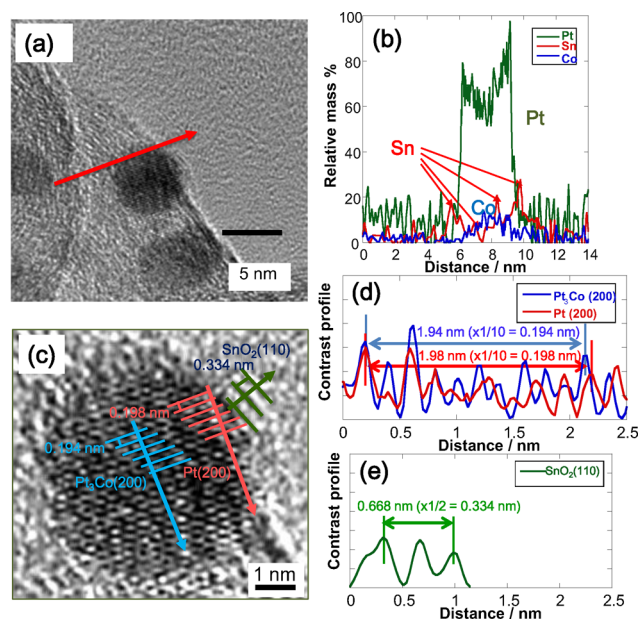 (a)
5 nm
(b)
Relative mass %
100
80
60
40
20
0
Pt
Sn
Co
Pt
Sn
Co
0 2 4 6 8 10 12 14
Distance / nm
(c)
SnO2(110)
0.334 nm
0.198 nm
0.194 nm
Pt3Co(200)
Pt(200)
1 nm
(d)
Contrast profile
Pt3Co (200)
Pt (200)
1.94 nm (x1/10 = 0.194 nm)
1.98 nm (x1/10 = 0.198 nm)
0 0.5 1 1.5 2 2.5
Distance / nm
(e)
Contrast profile
SnO2(110)
0.668 nm (x1/2 = 0.334 nm)
0 0.5 1 1.5 2 2.5
Distance / nm